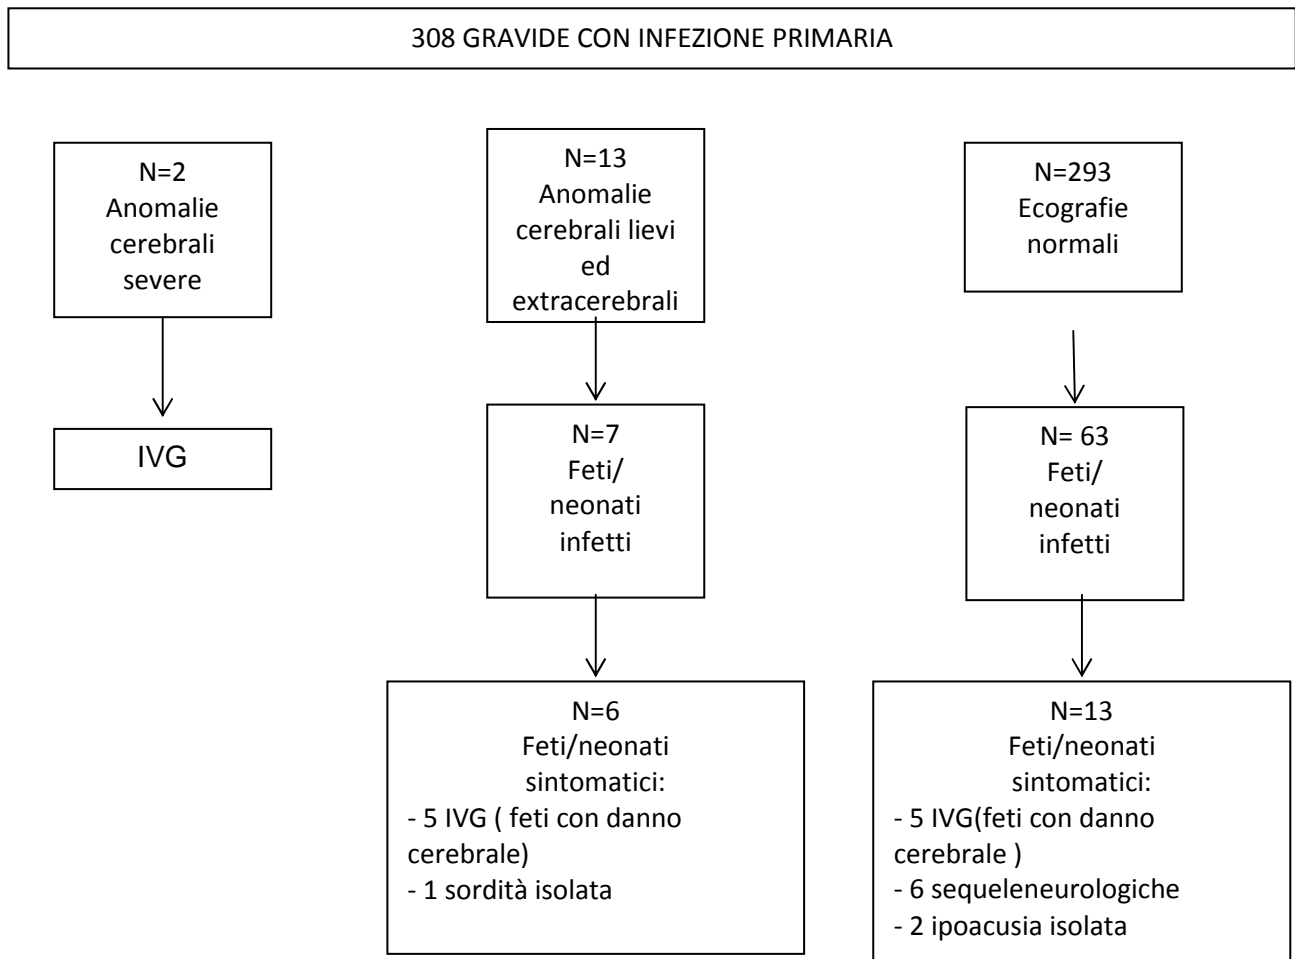 308 GRAVIDE CON INFEZIONE PRIMARIA
N=2
Anomalie
cerebrali
severe
IVG
N=13
Anomalie
cerebrali lievi
ed
extracerebrali
N=7
Feti/
neonati
infetti
N=6
Feti/neonati
sintomatici:
- 5 IVG ( feti con danno
cerebrale)
- 1 sordità isolata
N=293
Ecografie
normali
N= 63
Feti/
neonati
infetti
N=13
Feti/neonati
sintomatici:
- 5 IVG(feti con danno
cerebrale )
- 6 sequeleneurologiche
- 2 ipoacusia isolata